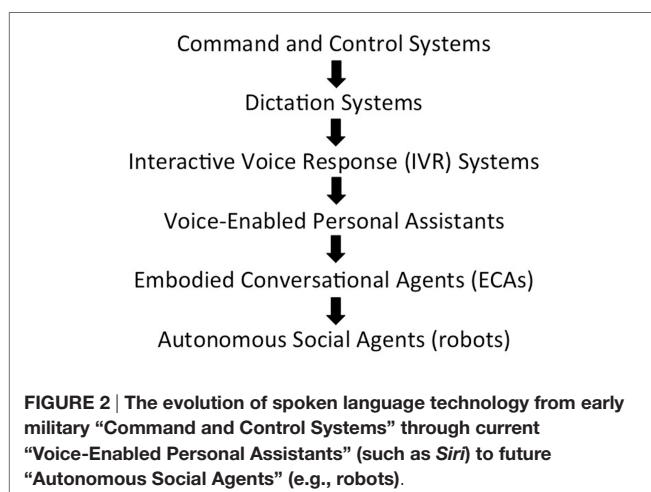 Command and Control Systems
Dictation Systems
Interactive Voice Response (IVR) Systems
Voice-Enabled Personal Assistants
Embodied Conversational Agents (ECAs)
Autonomous Social Agents (robots)
FIGURE 2 | The evolution of spoken language technology from early
military “Command and Control Systems” through current
“Voice-Enabled Personal Assistants” (such as Siri) to future
“Autonomous Social Agents” (e.g., robots).